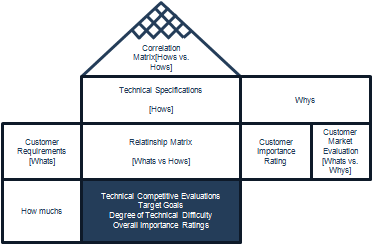 Correlation
Matrix[Hows vs.
Hows]
Technical Specifications
[Hows]
Whys
Customer
Requirements
[Whats]
Relatinship Matrix
[Whats vs Hows]
Customer
Importance
Rating
Customer
Market
Evaluation
[Whats vs.
Whys]
How muchs
Technical Competitive Evaluations
Target Goals
Degree of Technical Difficulty
Overall Importance Ratings